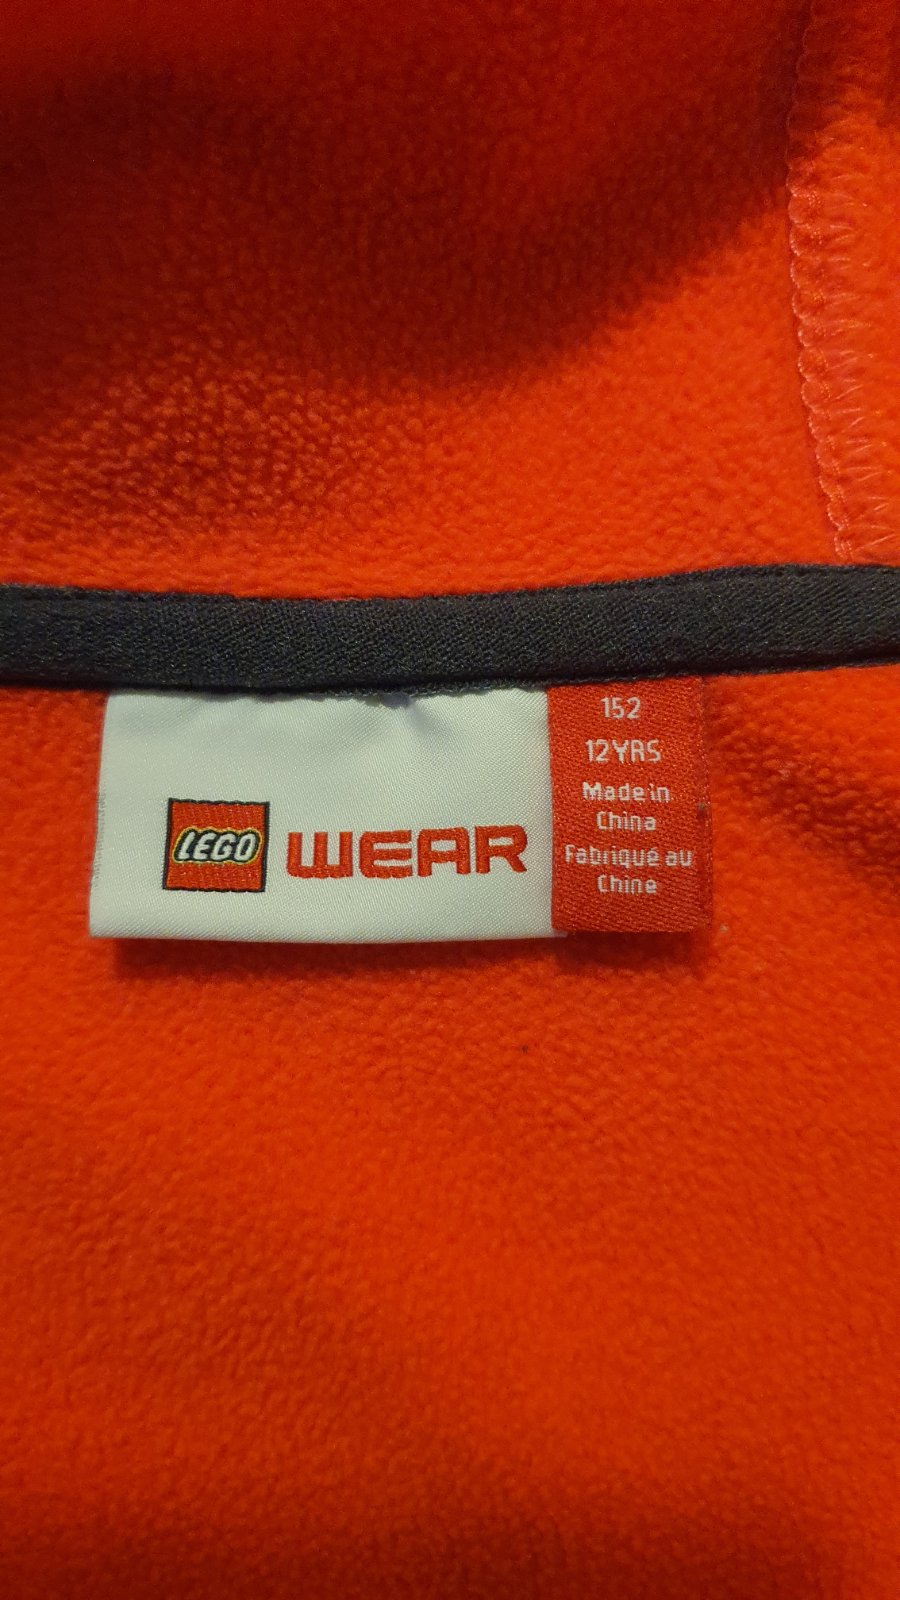 LEGO WEAR
152
12YRS
Made in
China
Fabriqué au
Chine